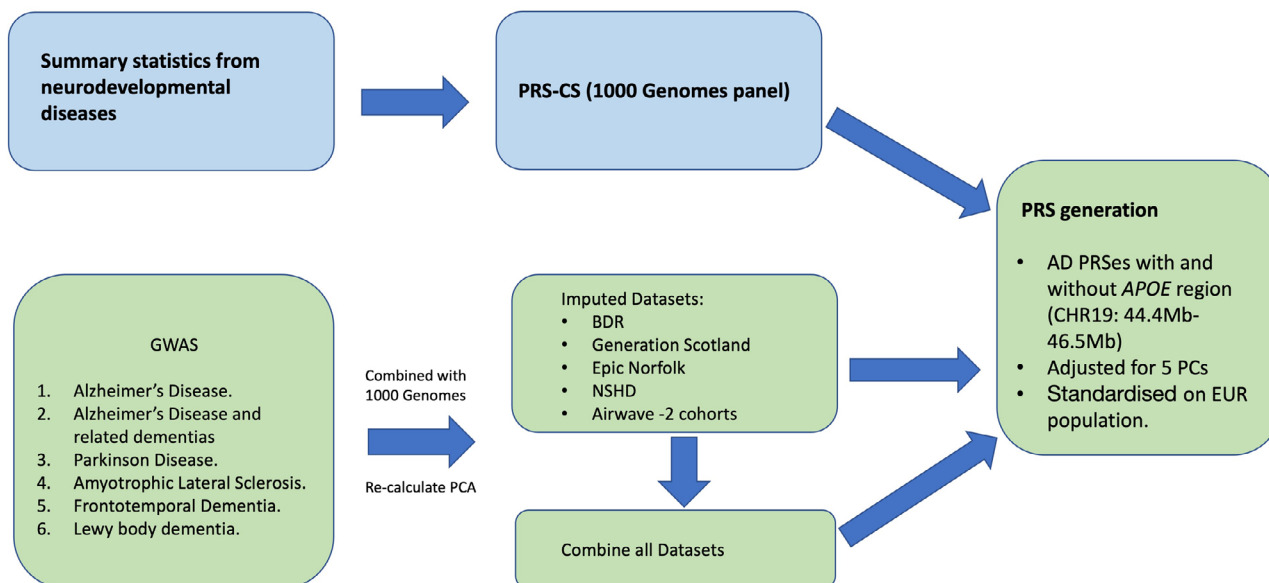 Summary statistics from
neurodevelopmental
diseases
PRS-CS (1000 Genomes panel)
PRS generation
• AD PRSes with and
without APOE region
(CHR19: 44.4Mb-
46.5Mb)
• Adjusted for 5 PCs
• Standardised on EUR
population.
GWAS
1. Alzheimer's Disease.
2. Alzheimer's Disease and
related dementias
3. Parkinson Disease.
4. Amyotrophic Lateral Sclerosis.
5. Frontotemporal Dementia.
6. Lewy body dementia.
Combined with
1000 Genomes
Re-calculate PCA
Imputed Datasets:
• BDR
• Generation Scotland
• Epic Norfolk
• NSHD
• Airwave -2 cohorts
Combine all Datasets